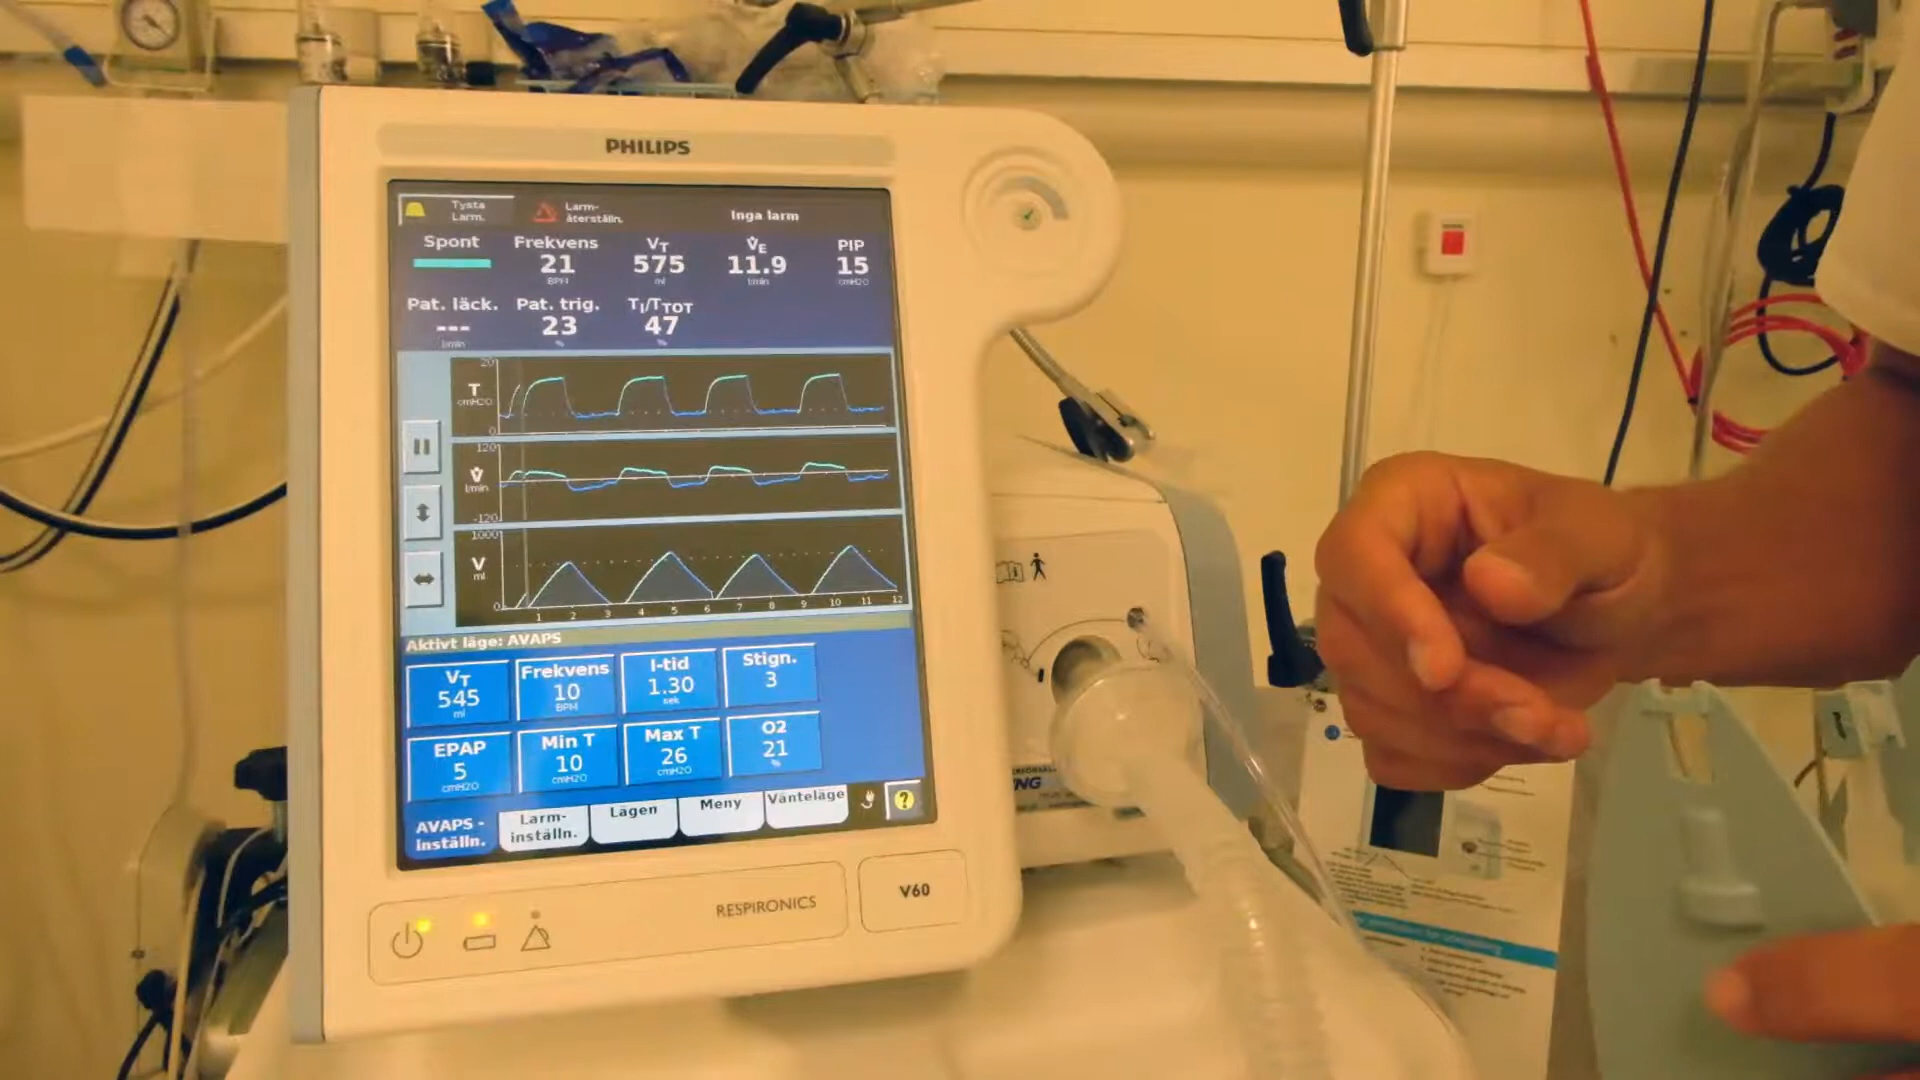 PHILIPS
Tysta
Larm.
Larm-
återställn.
Inga larm
Spont
Frekvens
21
BPM
VT
575
ml
V̇E
11.9
l/min
PIP
15
cmH2O
Pat. läck.
---
l/min
Pat. trig.
23
%
TI/TTOT
47
%
20
T
cmH2O
0
120
V̇
l/min
-120
1000
V
ml
0
1 2 3 4 5 6 7 8 9 10 11 12
Aktivt läge: AVAPS
VT
545
ml
Frekvens
10
BPM
I-tid
1.30
sek
Stign.
3
EPAP
5
cmH2O
Min T
10
cmH2O
Max T
26
cmH2O
O2
21
%
AVAPS -
inställn.
Larm-
inställn.
Lägen
Meny
Vänteläge
?
RESPIRONICS
V60